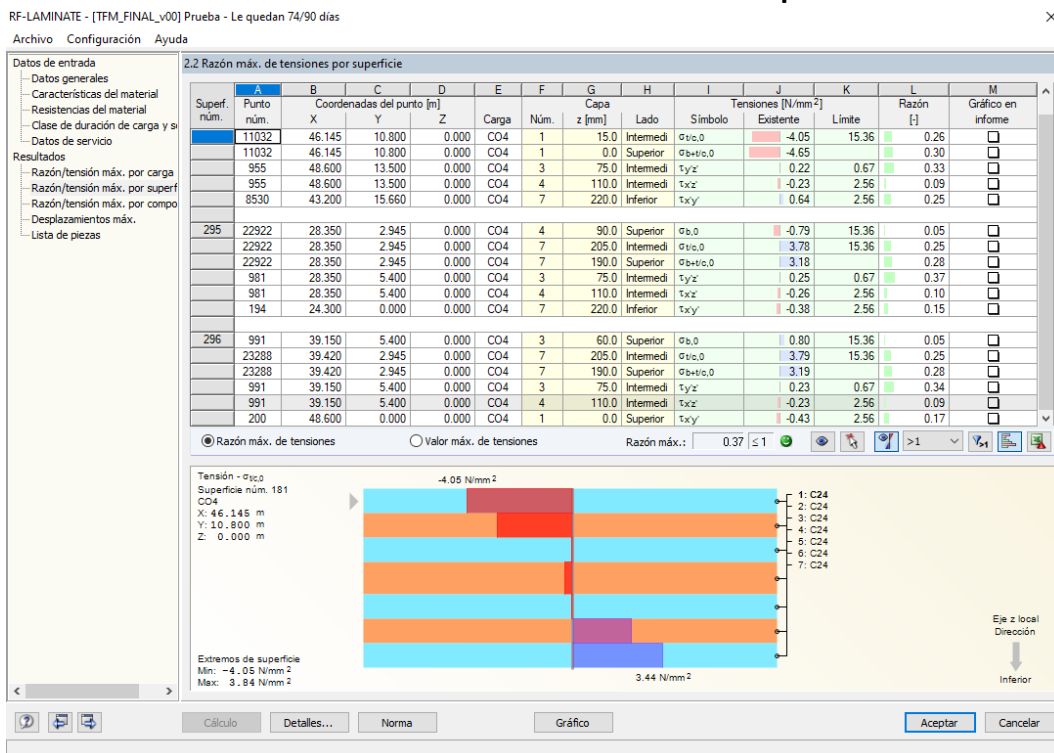 RF-LAMINATE - [TFM_FINAL_v00] Prueba - Le quedan 74/90 días
Archivo Configuración Ayuda
Datos de entrada
Datos generales
Características del material
Resistencias del material
Clase de duración de carga y s
Datos de servicio
Resultados
Razón/tensión máx. por carga
Razón/tensión máx. por superf
Razón/tensión máx. por compo
Desplazamientos máx.
Lista de piezas
2.2 Razón máx. de tensiones por superficie
A B C D E F G H I J K L M
Superf. Punto Coordenadas del punto [m] Capa Tensiones [N/mm²] Razón Gráfico en
núm. núm. X Y Z Carga Núm. z [mm] Lado Símbolo Existente Límite [-] informe
11032 46.145 10.800 0.000 CO4 1 15.0 Intermedi σt/c,0 -4.05 15.36 0.26
11032 46.145 10.800 0.000 CO4 1 0.0 Superior σb+t/c,0 -4.65 0.30
955 48.600 13.500 0.000 CO4 3 75.0 Intermedi τy'z' 0.22 0.67 0.33
955 48.600 13.500 0.000 CO4 4 110.0 Intermedi τx'z' -0.23 2.56 0.09
8530 43.200 15.660 0.000 CO4 7 220.0 Inferior τx'y' 0.64 2.56 0.25
295 22922 28.350 2.945 0.000 CO4 4 90.0 Superior σb,0 -0.79 15.36 0.05
22922 28.350 2.945 0.000 CO4 7 205.0 Intermedi σt/c,0 3.78 15.36 0.25
22922 28.350 2.945 0.000 CO4 7 190.0 Superior σb+t/c,0 3.18 0.28
981 28.350 5.400 0.000 CO4 3 75.0 Intermedi τy'z' 0.25 0.67 0.37
981 28.350 5.400 0.000 CO4 4 110.0 Intermedi τx'z' -0.26 2.56 0.10
194 24.300 0.000 0.000 CO4 7 220.0 Inferior τx'y' -0.38 2.56 0.15
296 991 39.150 5.400 0.000 CO4 3 60.0 Superior σb,0 0.80 15.36 0.05
23288 39.420 2.945 0.000 CO4 7 205.0 Intermedi σt/c,0 3.79 15.36 0.25
23288 39.420 2.945 0.000 CO4 7 190.0 Superior σb+t/c,0 3.19 0.28
991 39.150 5.400 0.000 CO4 3 75.0 Intermedi τy'z' 0.23 0.67 0.34
991 39.150 5.400 0.000 CO4 4 110.0 Intermedi τx'z' -0.23 2.56 0.09
200 48.600 0.000 0.000 CO4 1 0.0 Superior τx'y' -0.43 2.56 0.17
Razón máx. de tensiones Valor máx. de tensiones Razón máx.: 0.37 ≤ 1 >1
Tensión - σt/c,0
Superficie núm. 181
CO4
X: 46.145 m
Y: 10.800 m
Z: 0.000 m
-4.05 N/mm²
1: C24
2: C24
3: C24
4: C24
5: C24
6: C24
7: C24
3.44 N/mm²
Extremos de superficie
Min: -4.05 N/mm²
Max: 3.84 N/mm²
Eje z local
Dirección
Inferior
Cálculo Detalles... Norma Gráfico Aceptar Cancelar